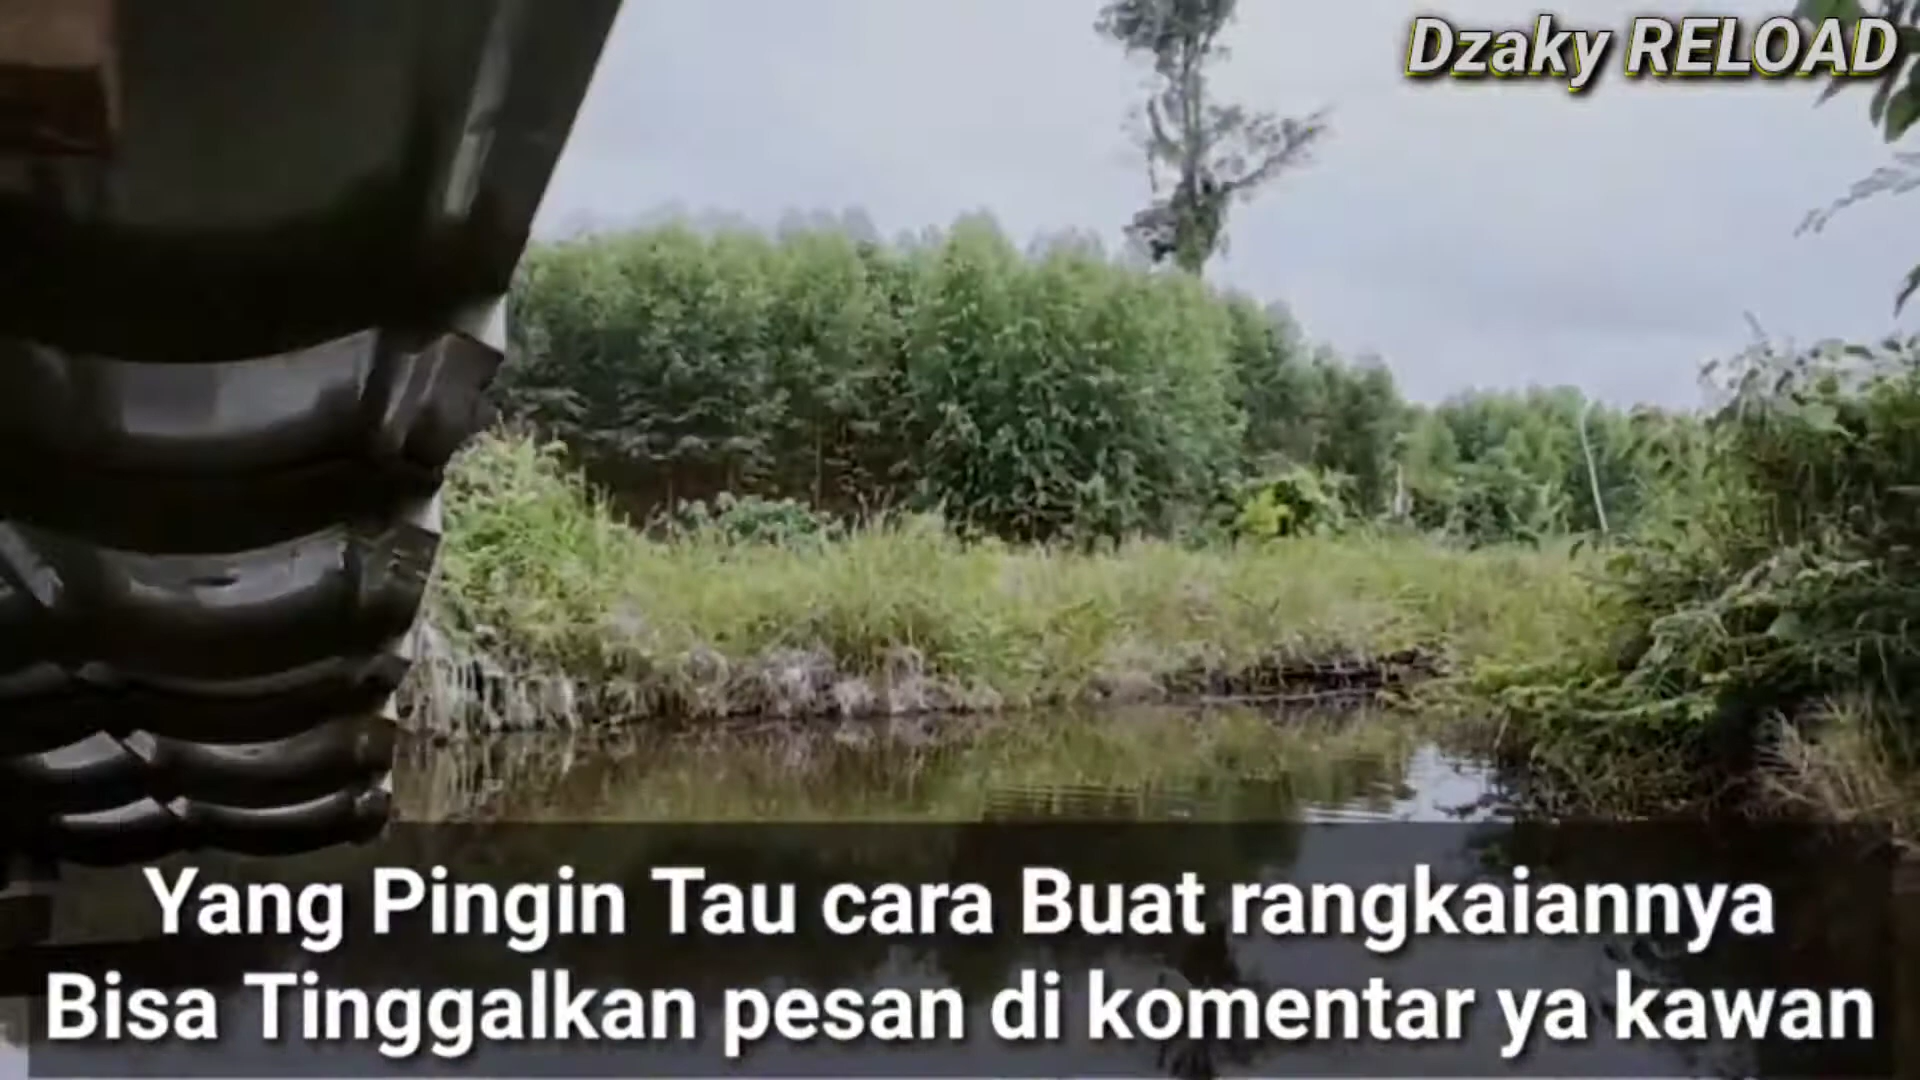 Dzaky RELOAD
Yang Pingin Tau cara Buat rangkaiannya
Bisa Tinggalkan pesan di komentar ya kawan